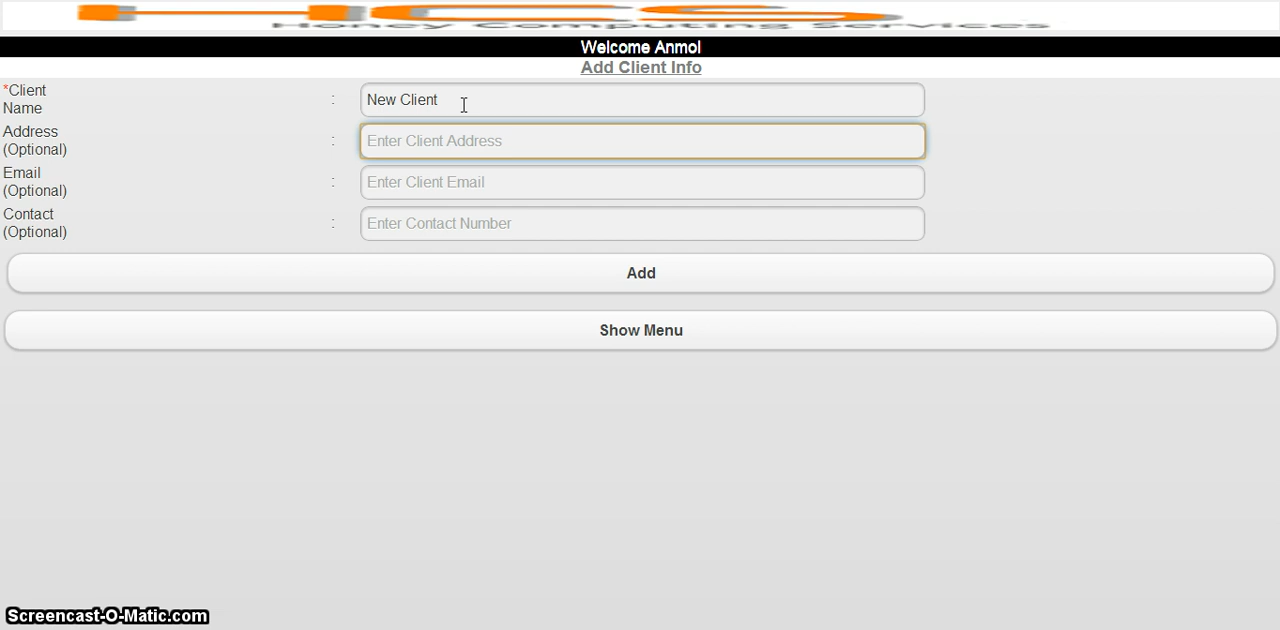 HCS
Honey Computing Services
Welcome Anmol
Add Client Info
*Client
Name
:
New Client
Address
(Optional)
:
Enter Client Address
Email
(Optional)
:
Enter Client Email
Contact
(Optional)
:
Enter Contact Number
Add
Show Menu
Screencast-O-Matic.com